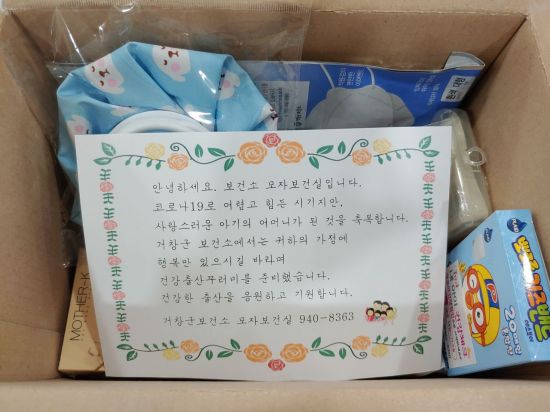 안녕하세요. 보건소 모자보건실입니다.
코로나19로 어렵고 힘든 시기지만,
사랑스러운 아기의 어머니가 된 것을 축복합니다.
거창군 보건소에서는 귀하의 가정에
행복만 있으시길 바라며
건강출산꾸러미를 준비했습니다.
건강한 출산을 응원하고 기원합니다.
거창군보건소 모자보건실 940-8363
MOTHER-K